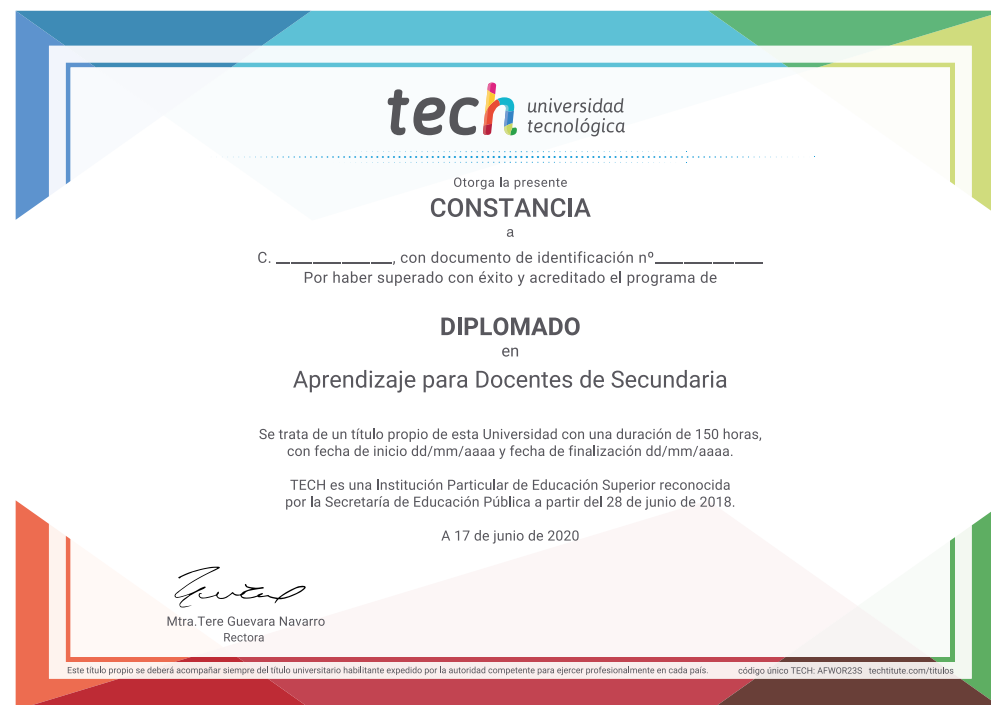 tech universidad
tecnológica
Otorga la presente
CONSTANCIA
a
C. ______________, con documento de identificación nº_____________
Por haber superado con éxito y acreditado el programa de
DIPLOMADO
en
Aprendizaje para Docentes de Secundaria
Se trata de un título propio de esta Universidad con una duración de 150 horas,
con fecha de inicio dd/mm/aaaa y fecha de finalización dd/mm/aaaa.
TECH es una Institución Particular de Educación Superior reconocida
por la Secretaría de Educación Pública a partir del 28 de junio de 2018.
A 17 de junio de 2020
Mtra.Tere Guevara Navarro
Rectora
Este título propio se deberá acompañar siempre del título universitario habilitante expedido por la autoridad competente para ejercer profesionalmente en cada país. código único TECH: AFWOR23S techtitute.com/titulos